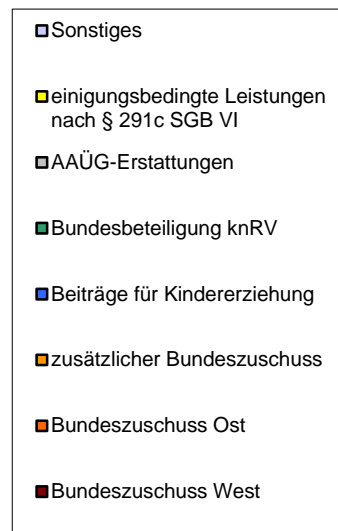 Sonstiges
einigungsbedingte Leistungen
nach § 291c SGB VI
AAÜG-Erstattungen
Bundesbeteiligung knRV
Beiträge für Kindererziehung
zusätzlicher Bundeszuschuss
Bundeszuschuss Ost
Bundeszuschuss West